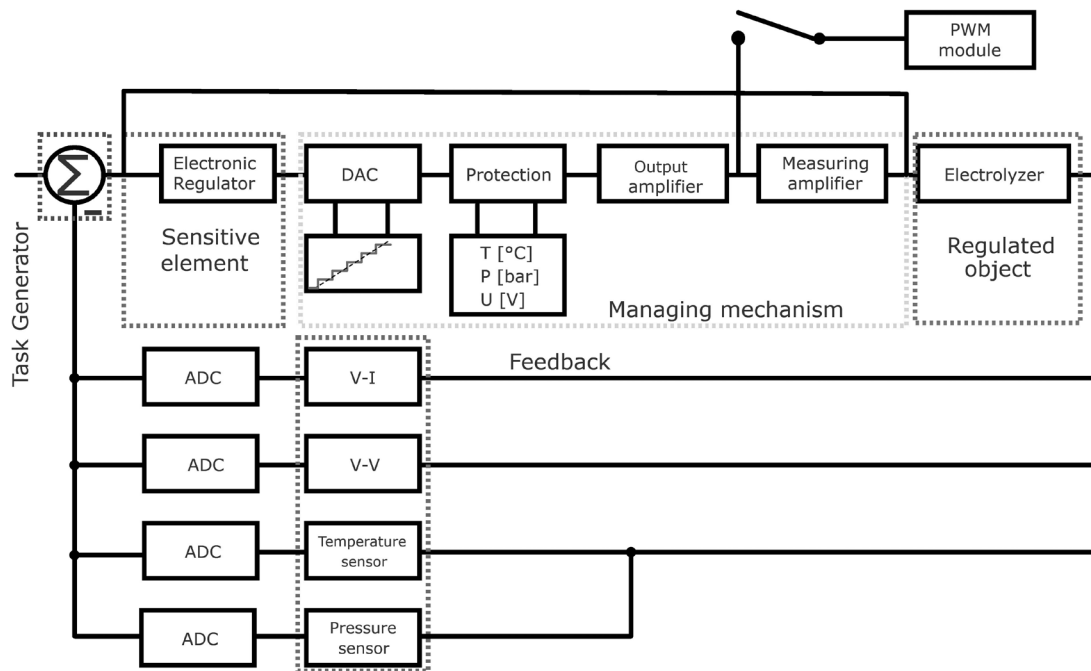 PWM
module
Electronic
Regulator
DAC
Protection
Output
amplifier
Measuring
amplifier
Electrolyzer
Σ
Sensitive
element
T [°C]
P [bar]
U [V]
Managing mechanism
Regulated
object
Task Generator
Feedback
ADC
V-I
ADC
V-V
ADC
Temperature
sensor
ADC
Pressure
sensor